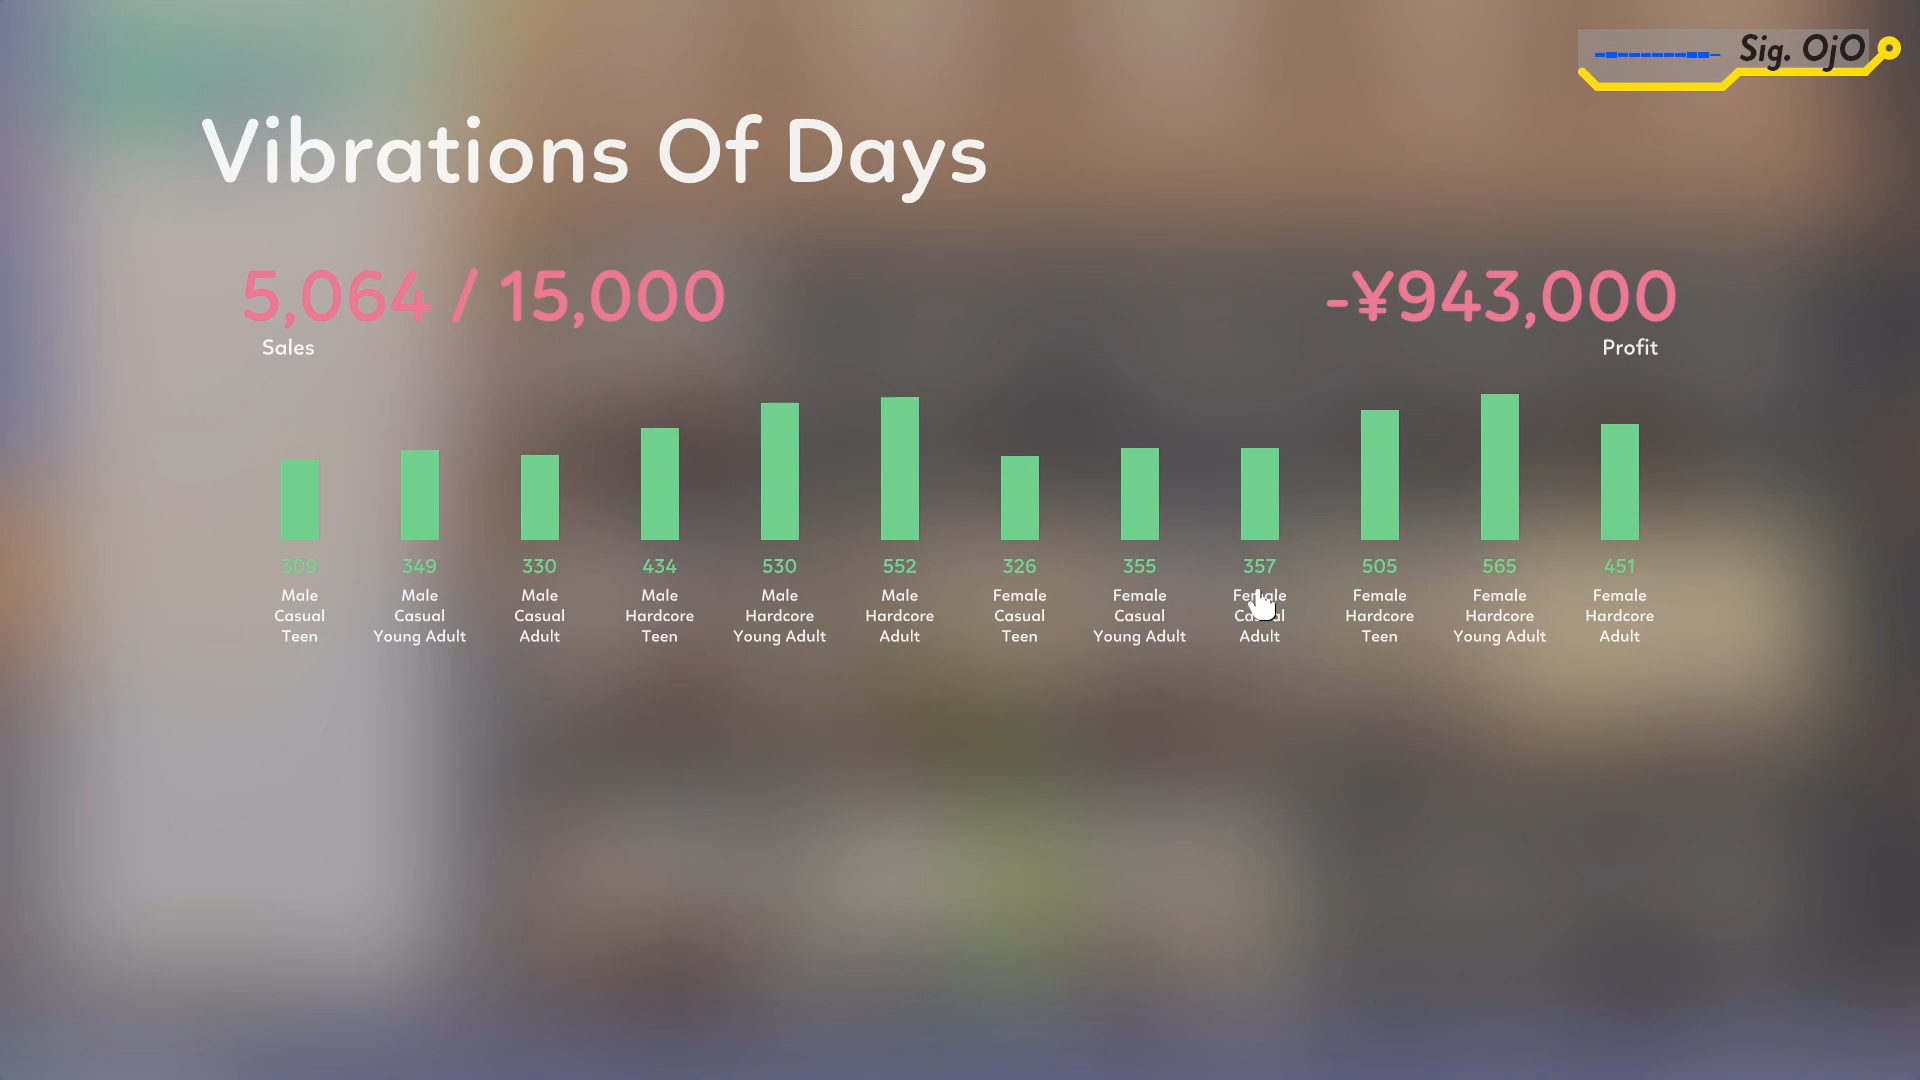 Sig. OjO
Vibrations Of Days
5,064 / 15,000
Sales
-¥943,000
Profit
309
Male
Casual
Teen
349
Male
Casual
Young Adult
330
Male
Casual
Adult
434
Male
Hardcore
Teen
530
Male
Hardcore
Young Adult
552
Male
Hardcore
Adult
326
Female
Casual
Teen
355
Female
Casual
Young Adult
357
Female
Casual
Adult
505
Female
Hardcore
Teen
565
Female
Hardcore
Young Adult
451
Female
Hardcore
Adult